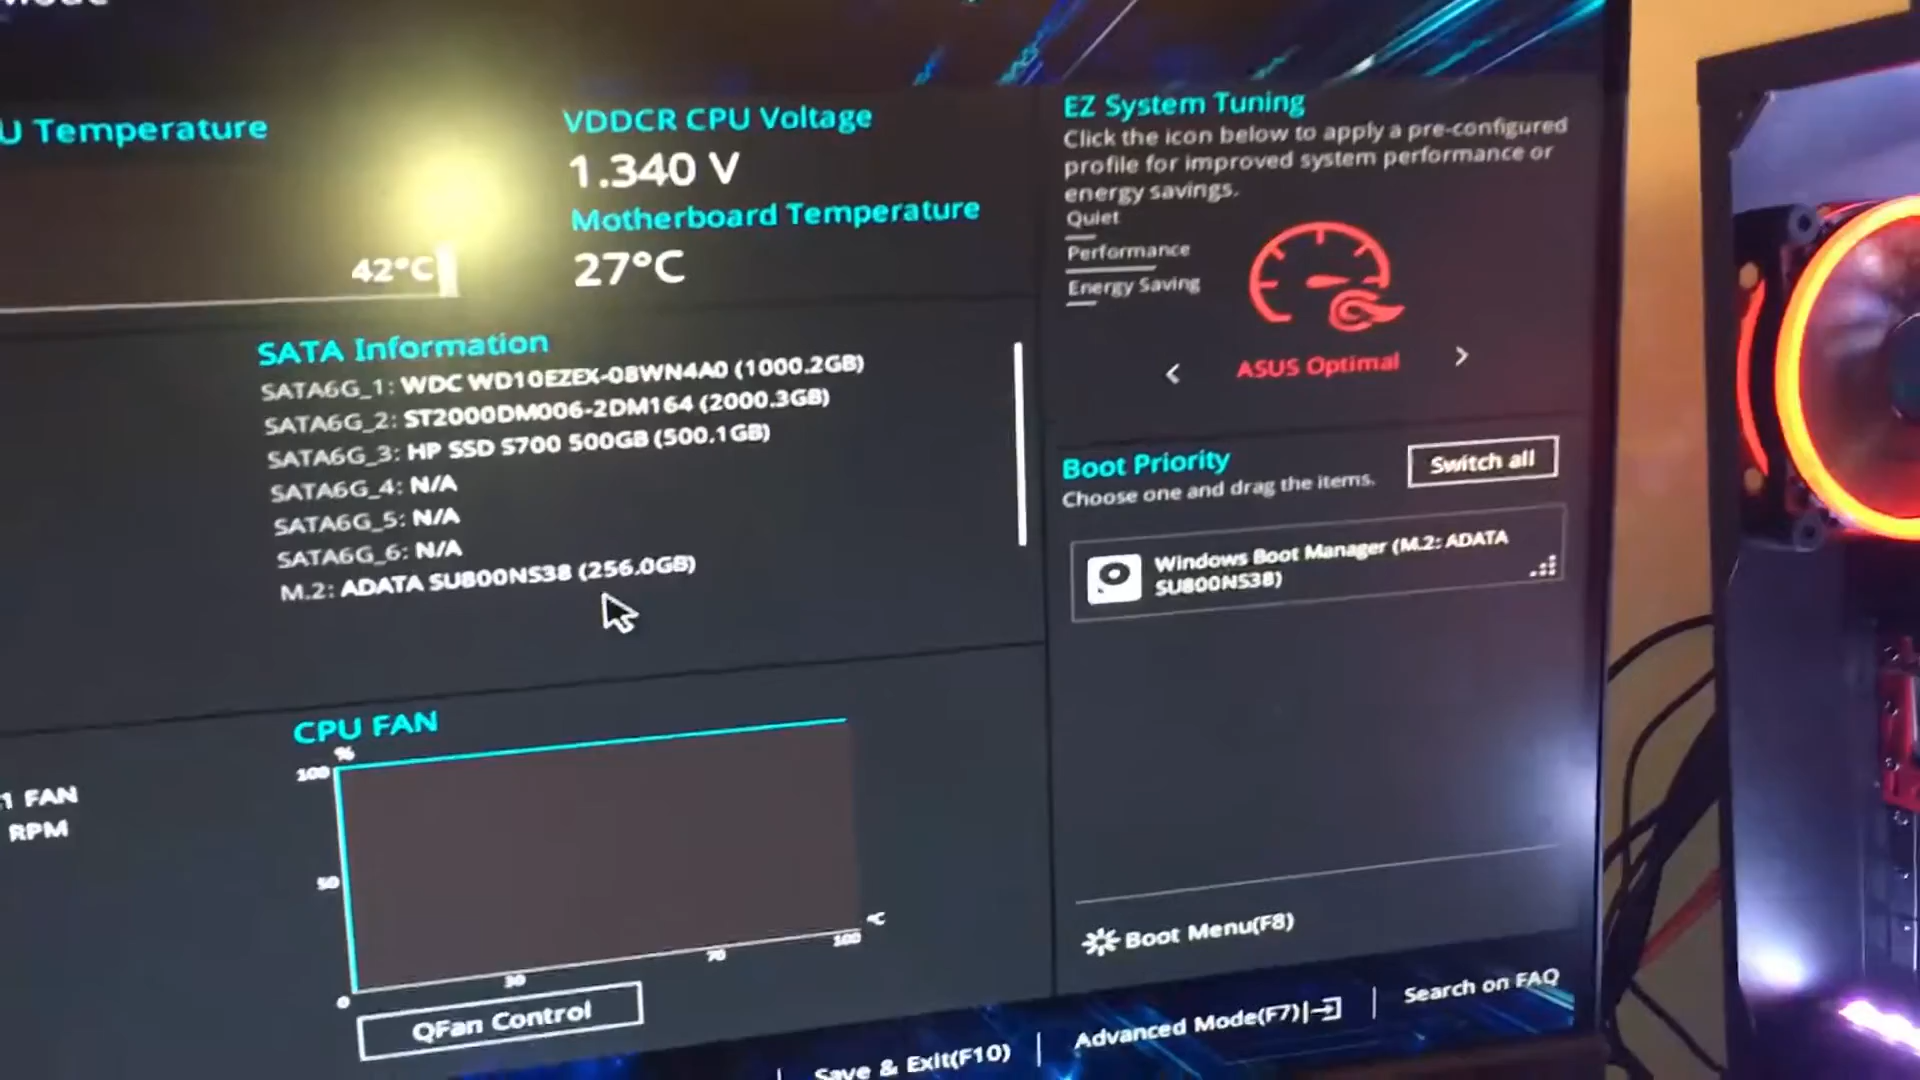 Mode
U Temperature
42°C
VDDCR CPU Voltage
1.340 V
Motherboard Temperature
27°C
SATA Information
SATA6G_1: WDC WD10EZEX-08WN4A0 (1000.2GB)
SATA6G_2: ST2000DM006-2DM164 (2000.3GB)
SATA6G_3: HP SSD S700 500GB (500.1GB)
SATA6G_4: N/A
SATA6G_5: N/A
SATA6G_6: N/A
M.2: ADATA SU800NS38 (256.0GB)
1 FAN
RPM
CPU FAN
%
100
50
0
30
70
100
°C
QFan Control
EZ System Tuning
Click the icon below to apply a pre-configured
profile for improved system performance or
energy savings.
Quiet
Performance
Energy Saving
< ASUS Optimal >
Boot Priority
Choose one and drag the items.
Switch all
Windows Boot Manager (M.2: ADATA
SU800NS38)
Boot Menu(F8)
Save & Exit(F10) | Advanced Mode(F7) | Search on FAQ